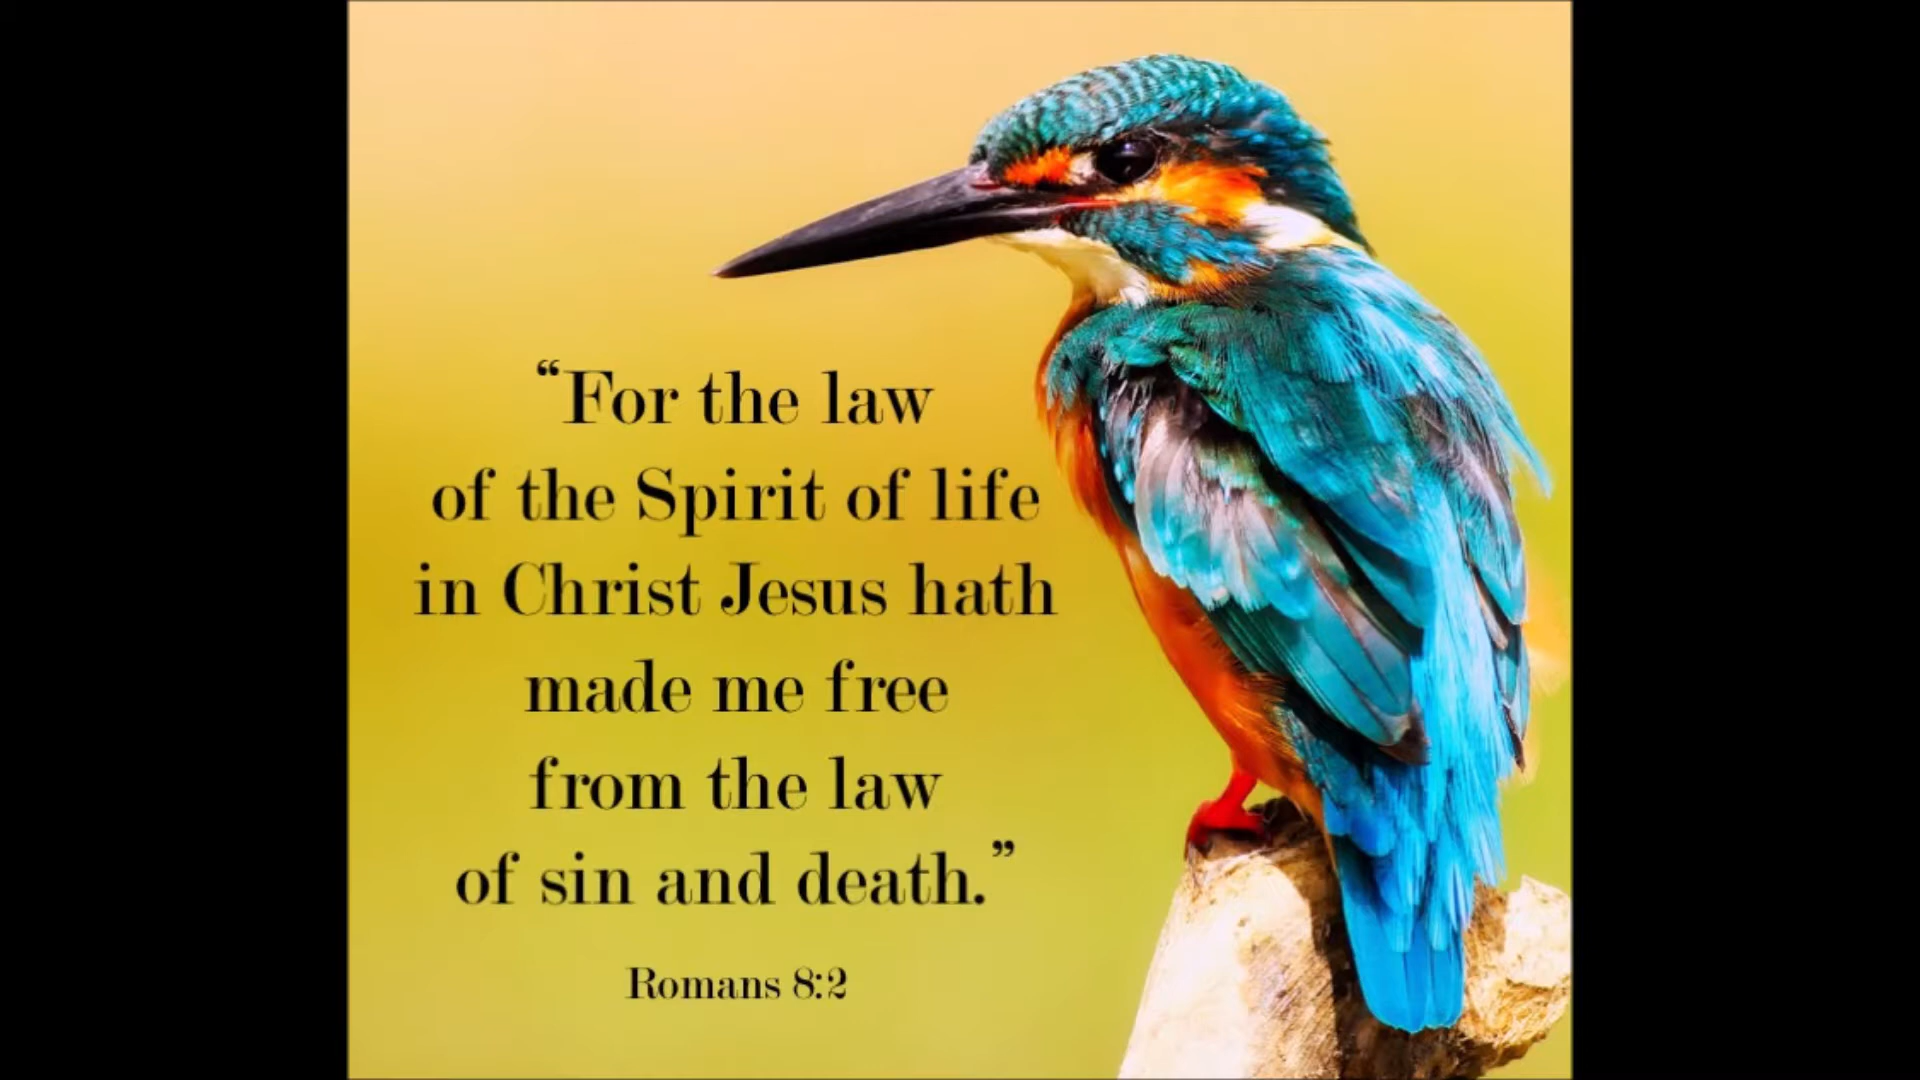 “For the law
of the Spirit of life
in Christ Jesus hath
made me free
from the law
of sin and death.”
Romans 8:2